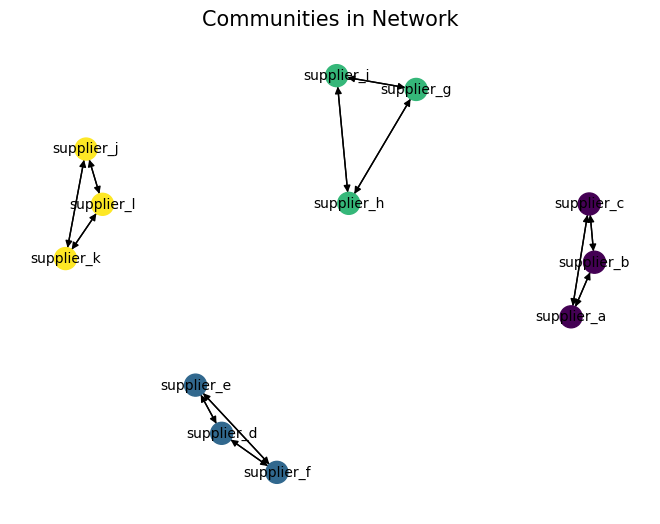 Communities in Network
supplier_i
supplier_g
supplier_j
supplier_l
supplier_h
supplier_c
supplier_k
supplier_b
supplier_a
supplier_e
supplier_d
supplier_f